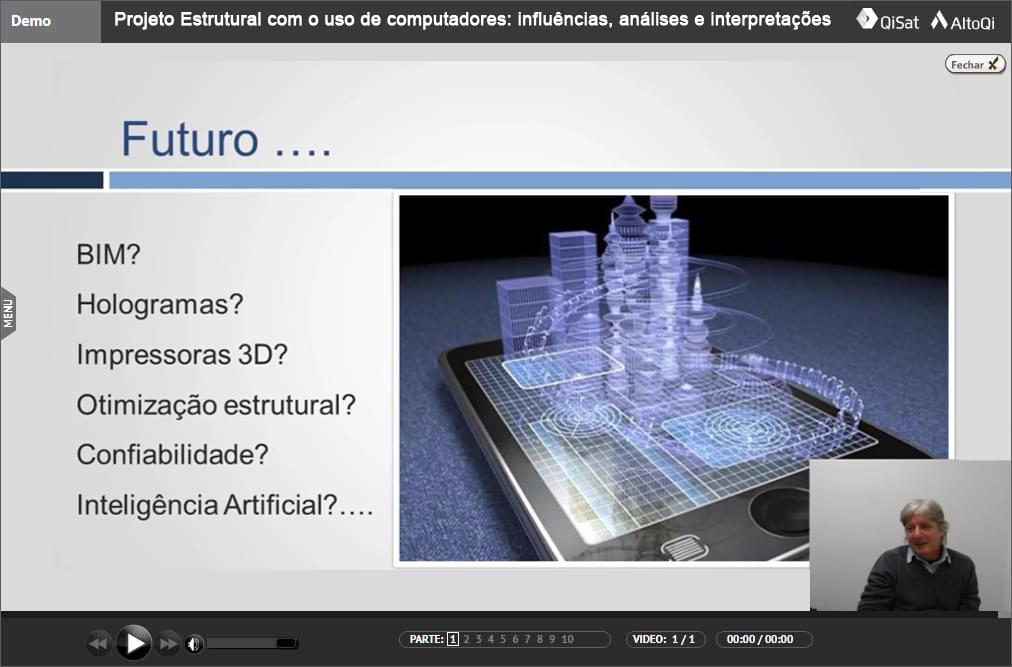 Demo
Projeto Estrutural com o uso de computadores: influências, análises e interpretações
QiSat
AltoQi
Fechar
Futuro ....
MENU
BIM?
Hologramas?
Impressoras 3D?
Otimização estrutural?
Confiabilidade?
Inteligência Artificial?....
PARTE: 1 2 3 4 5 6 7 8 9 10
VIDEO: 1 / 1
00:00 / 00:00